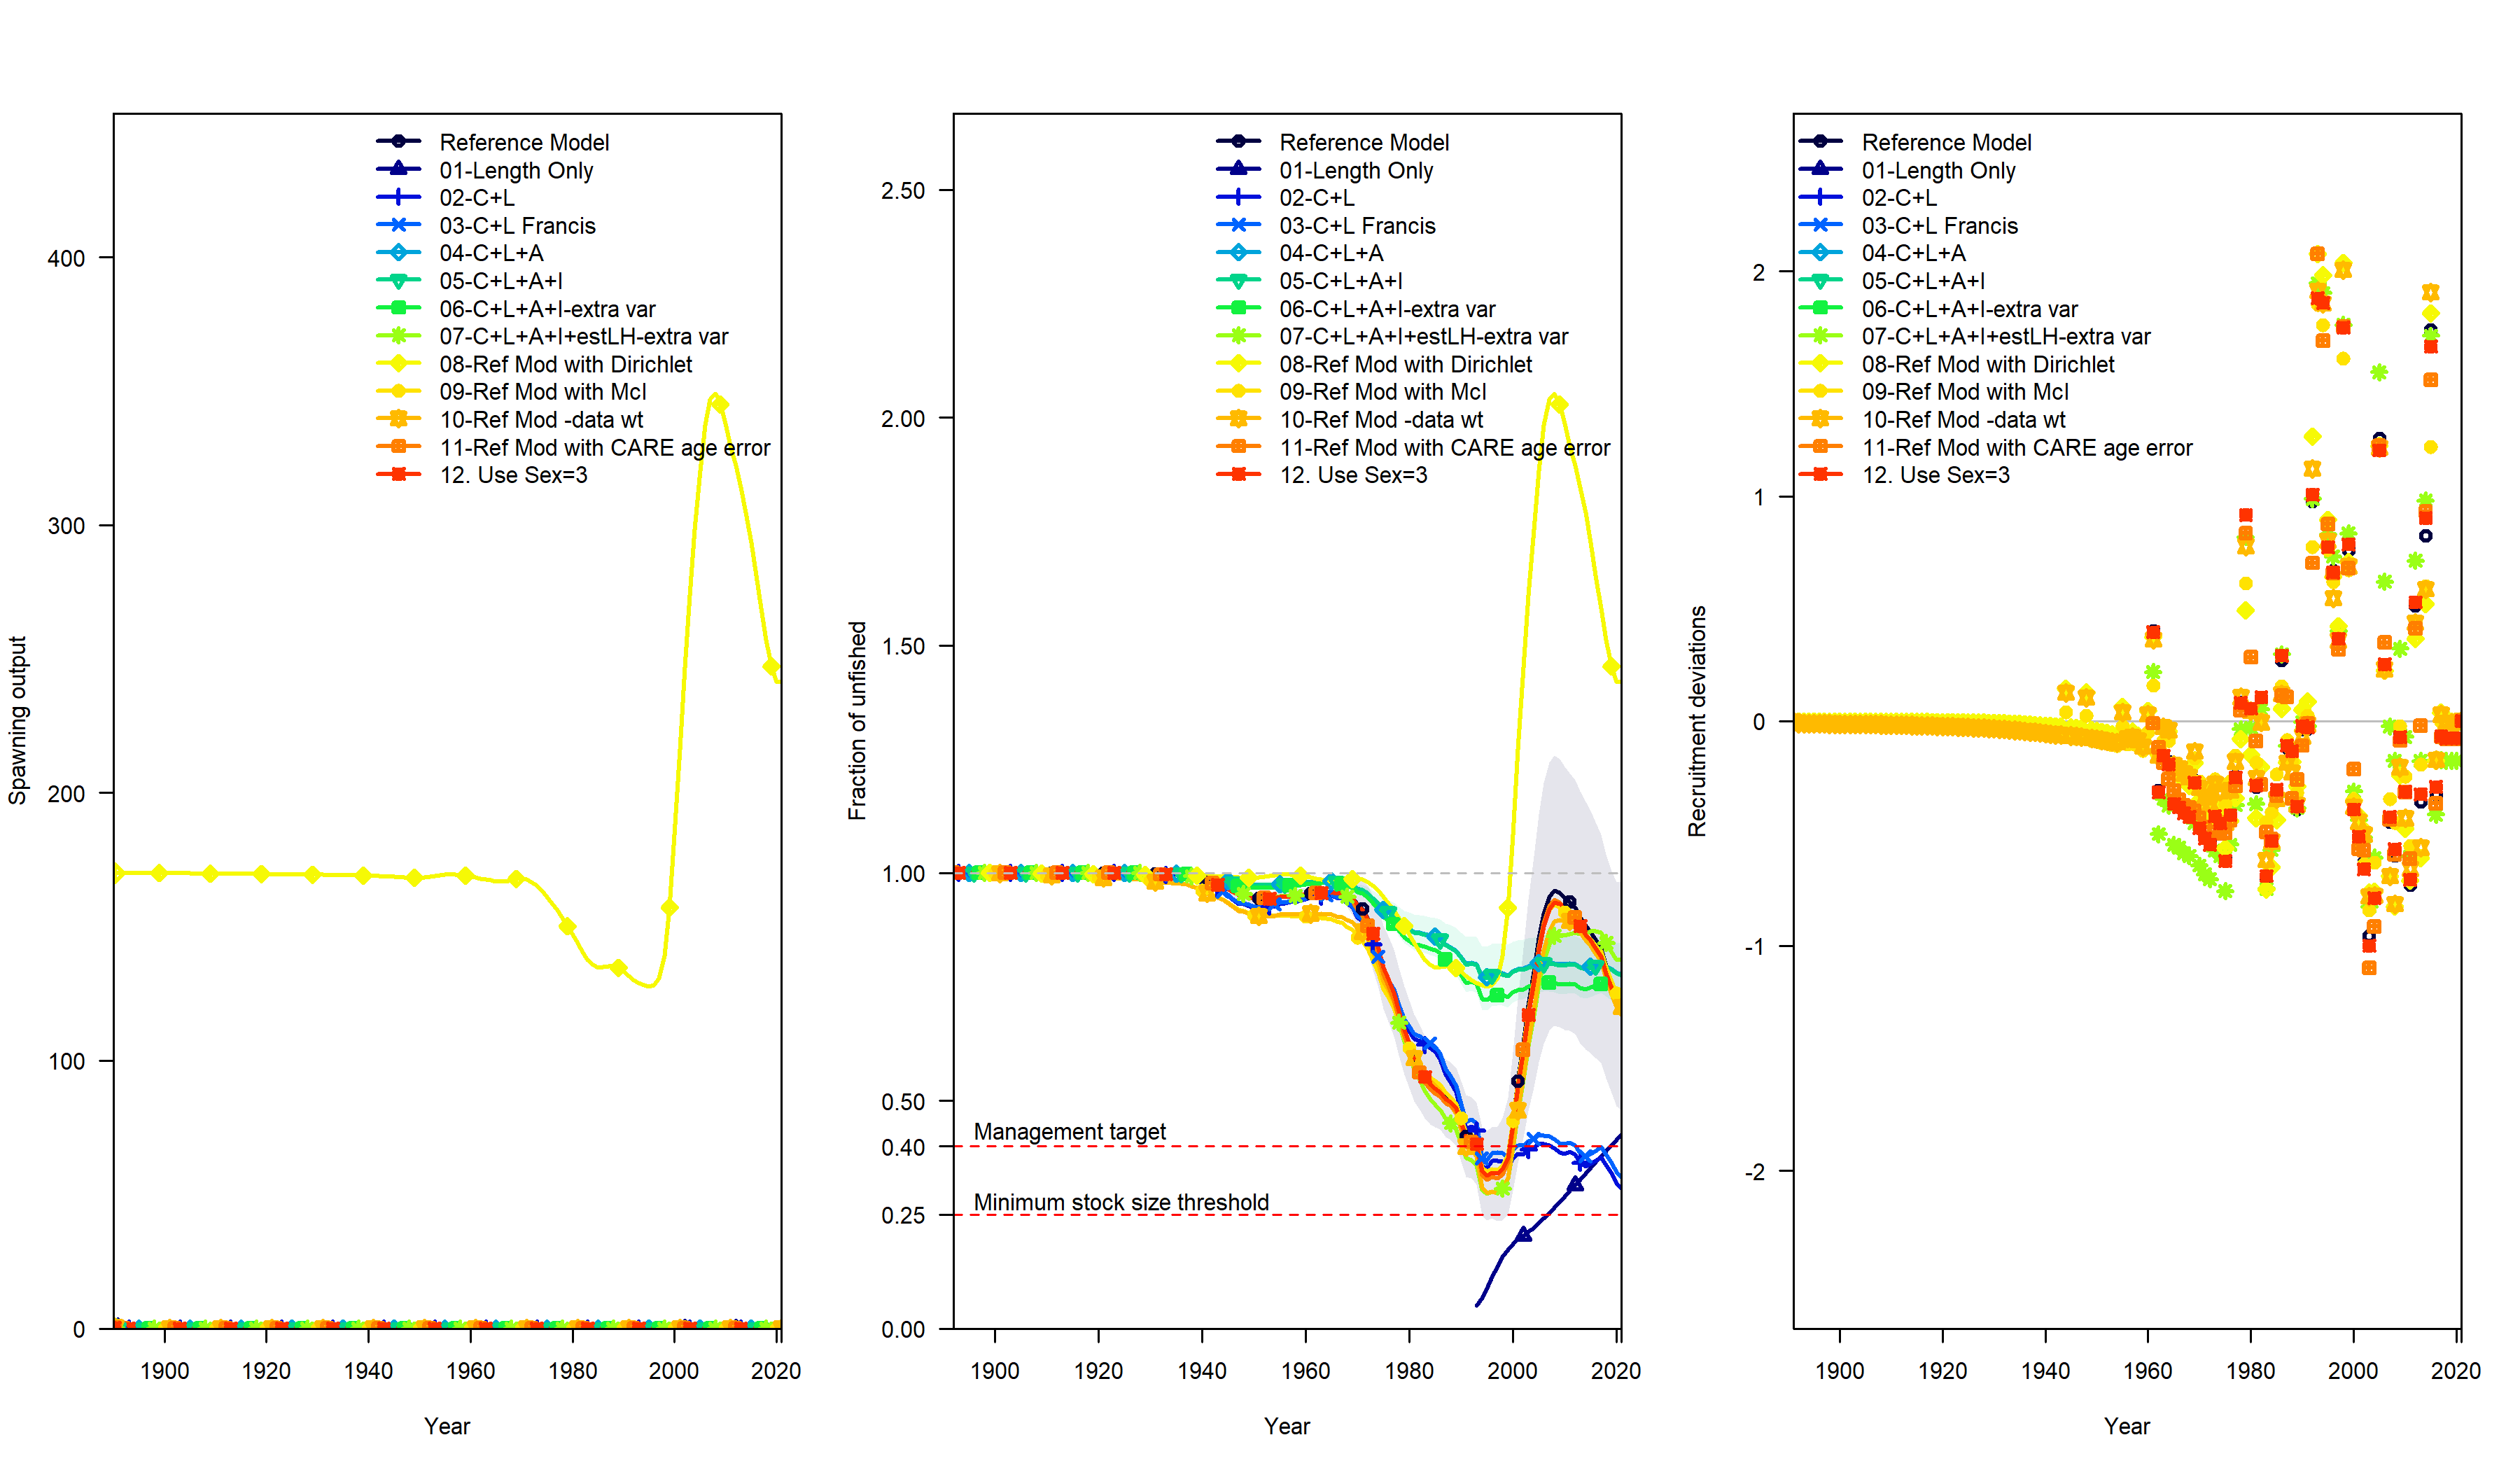 Reference Model
01-Length Only
02-C+L
03-C+L Francis
04-C+L+A
05-C+L+A+I
06-C+L+A+I-extra var
07-C+L+A+I+estLH-extra var
08-Ref Mod with Dirichlet
09-Ref Mod with McI
10-Ref Mod -data wt
11-Ref Mod with CARE age error
12. Use Sex=3
Spawning output
400
300
200
100
0
1900 1920 1940 1960 1980 2000 2020
Year
Reference Model
01-Length Only
02-C+L
03-C+L Francis
04-C+L+A
05-C+L+A+I
06-C+L+A+I-extra var
07-C+L+A+I+estLH-extra var
08-Ref Mod with Dirichlet
09-Ref Mod with McI
10-Ref Mod -data wt
11-Ref Mod with CARE age error
12. Use Sex=3
Fraction of unfished
2.50
2.00
1.50
1.00
0.50
0.40
0.25
0.00
Management target
Minimum stock size threshold
1900 1920 1940 1960 1980 2000 2020
Year
Reference Model
01-Length Only
02-C+L
03-C+L Francis
04-C+L+A
05-C+L+A+I
06-C+L+A+I-extra var
07-C+L+A+I+estLH-extra var
08-Ref Mod with Dirichlet
09-Ref Mod with McI
10-Ref Mod -data wt
11-Ref Mod with CARE age error
12. Use Sex=3
Recruitment deviations
2
1
0
-1
-2
1900 1920 1940 1960 1980 2000 2020
Year